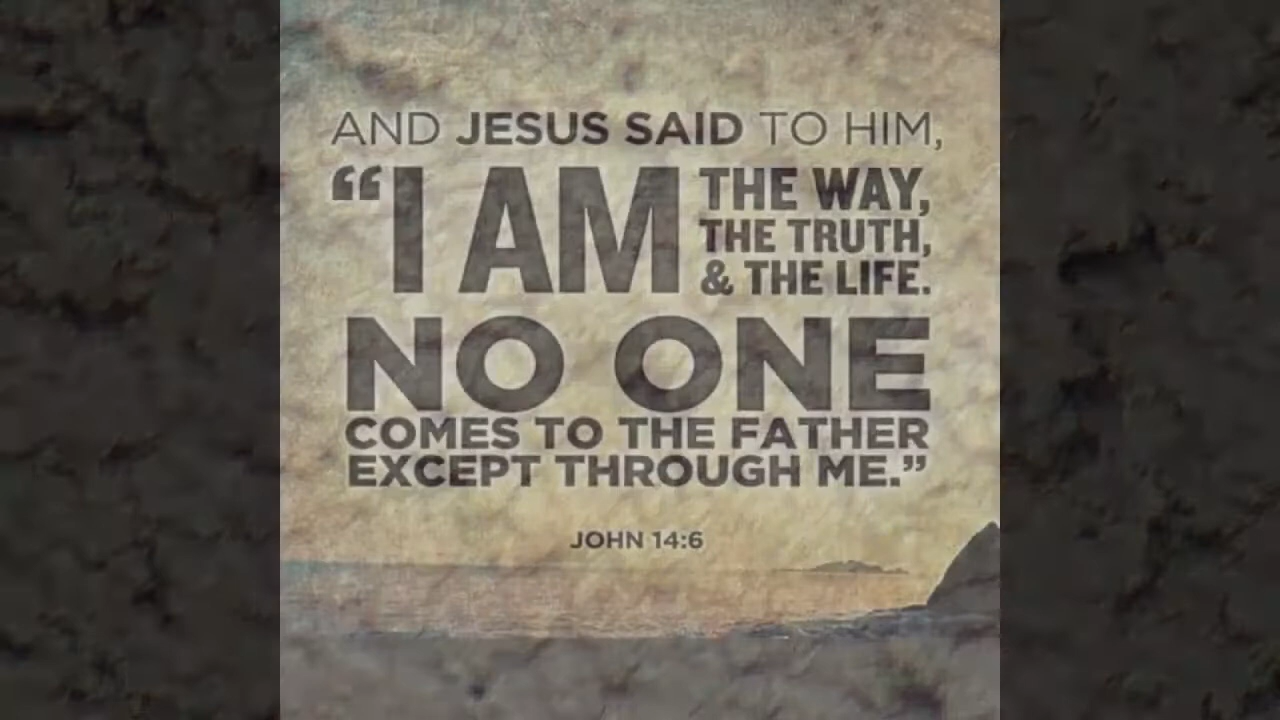 AND JESUS SAID TO HIM,
“I AM THE WAY,
THE TRUTH,
& THE LIFE.
NO ONE
COMES TO THE FATHER
EXCEPT THROUGH ME.”
JOHN 14:6